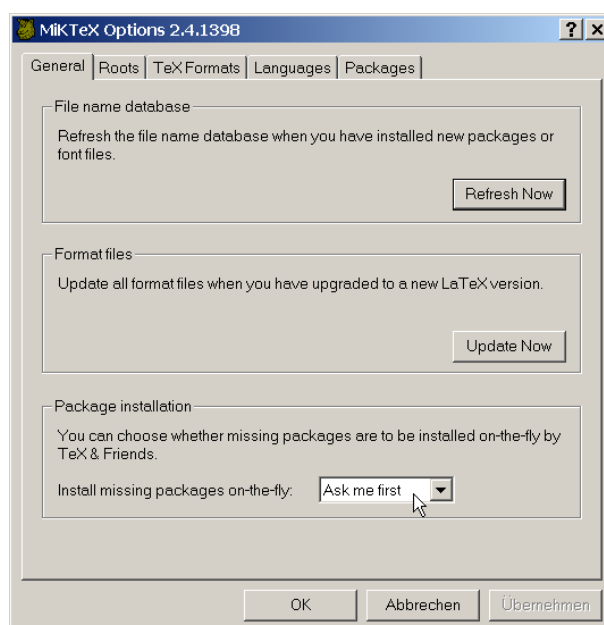 MiKTeX Options 2.4.1398
General
Roots
TeX Formats
Languages
Packages
File name database
Refresh the file name database when you have installed new packages or
font files.
Refresh Now
Format files
Update all format files when you have upgraded to a new LaTeX version.
Update Now
Package installation
You can choose whether missing packages are to be installed on-the-fly by
TeX & Friends.
Install missing packages on-the-fly: Ask me first
OK
Abbrechen
Übernehmen